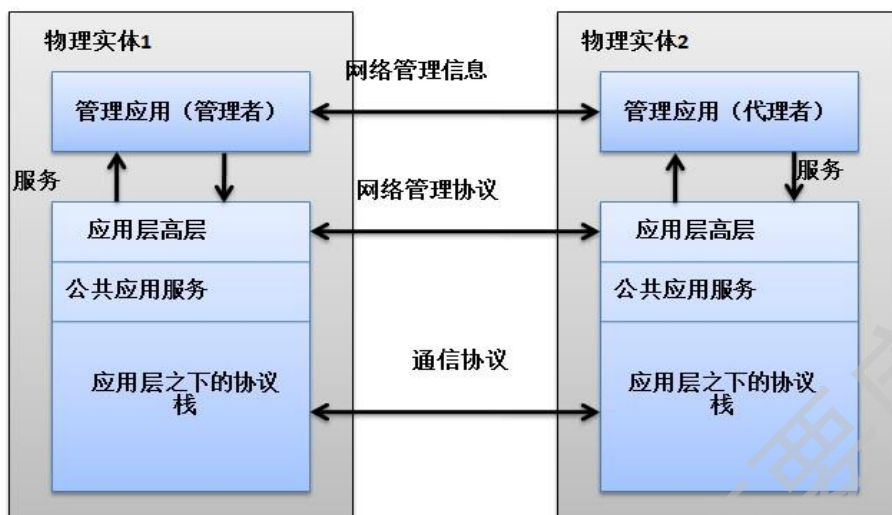 物理实体1
物理实体2
网络管理信息
管理应用（管理者）
管理应用（代理者）
服务
服务
网络管理协议
应用层高层
应用层高层
公共应用服务
公共应用服务
通信协议
应用层之下的协议
栈
应用层之下的协议
栈